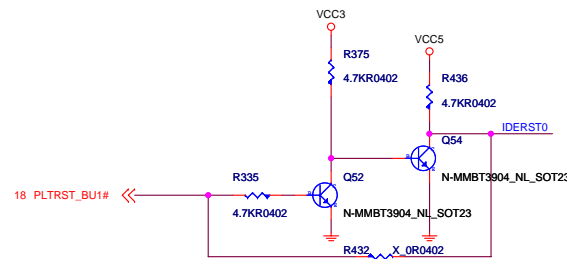 VCC3
VCC5
R375
4.7KR0402
R436
4.7KR0402
IDERST0
Q54
N-MMBT3904_NL_SOT23
R335
4.7KR0402
Q52
N-MMBT3904_NL_SOT23
18 PLTRST_BU1#
R432 X_0R0402